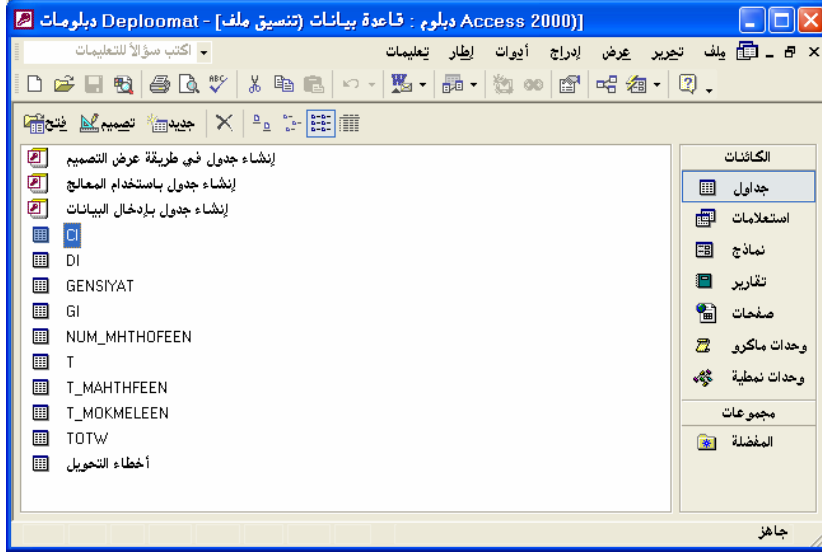 دبلومات Deploomat - [دبلوم : قاعدة بيانات (تنسيق ملف Access 2000)]
ملف تحرير عرض إدراج أدوات إطار تعليمات
اكتب سؤالاً للتعليمات
فتح تصميم جديد
الكائنات
جداول
استعلامات
نماذج
تقارير
صفحات
وحدات ماكرو
وحدات نمطية
مجموعات
المفضلة
إنشاء جدول في طريقة عرض التصميم
إنشاء جدول باستخدام المعالج
إنشاء جدول بإدخال البيانات
CI
DI
GENSIYAT
GI
NUM_MHTHOFEEN
T
T_MAHTHFEEN
T_MOKMELEEN
TOTW
أخطاء التحويل
جاهز